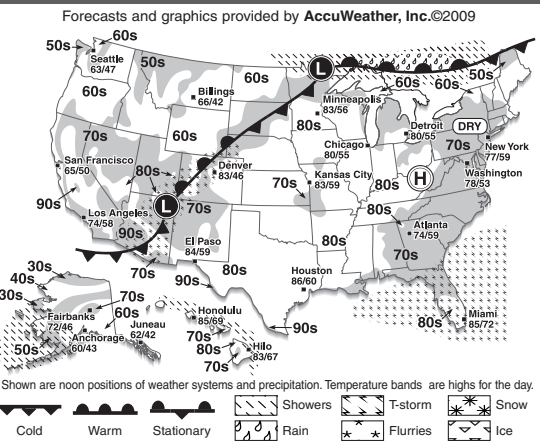 Forecasts and graphics provided by AccuWeather, Inc.©2009
50s
60s
Seattle
63/47
50s
60s
60s
50s
L
60s
60s
Billings
66/42
Minneapolis
83/56
80s
DRY
70s
60s
Detroit
80/55
70s
New York
77/59
Chicago
80/55
San Francisco
65/50
80s
Denver
83/46
Kansas City
83/59
70s
80s
H
Washington
78/53
90s
L
70s
80s
Los Angeles
74/58
90s
Atlanta
74/59
70s
El Paso
84/59
80s
70s
90s
80s
Houston
86/60
30s
40s
30s
70s
60s
Fairbanks
72/46
Juneau
62/42
Anchorage
60/43
50s
Honolulu
85/69
70s
80s
70s
Hilo
83/67
90s
80s
Miami
85/72
Shown are noon positions of weather systems and precipitation. Temperature bands are highs for the day.
Cold
Warm
Stationary
Showers
Rain
T-storm
Flurries
Snow
Ice